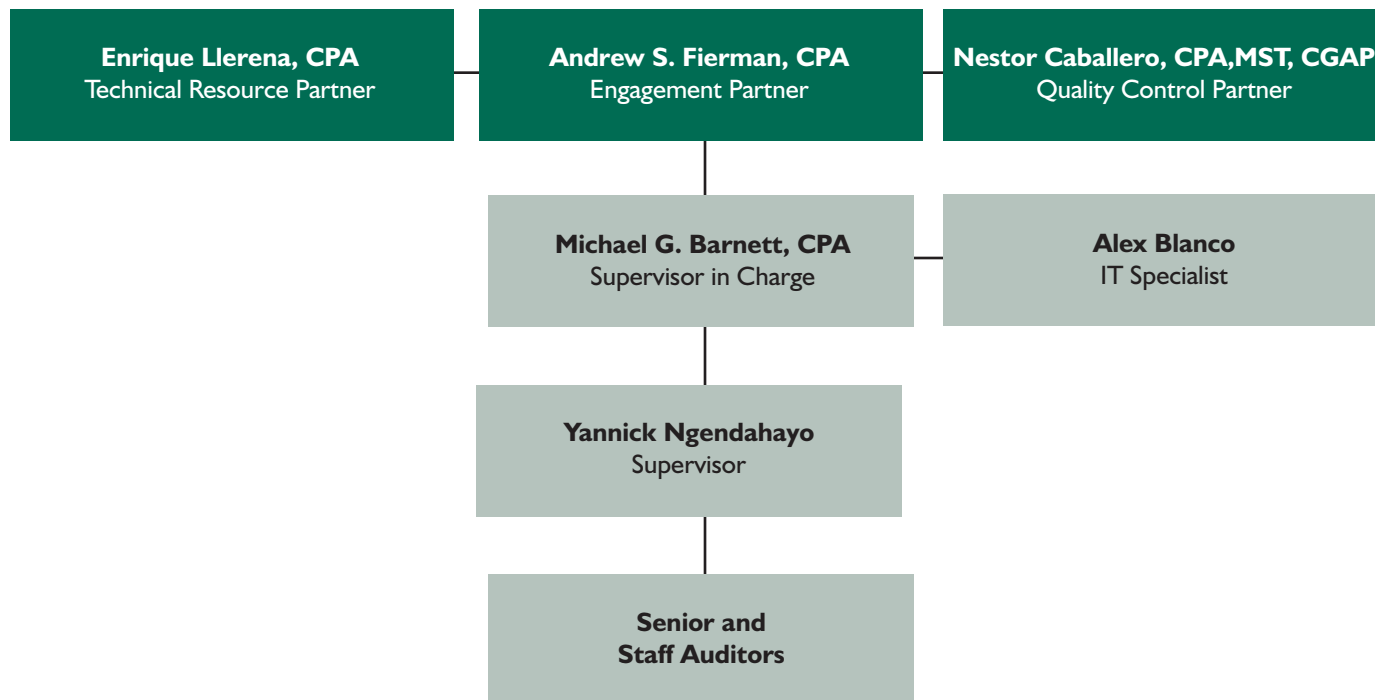 Enrique Llerena, CPA
Technical Resource Partner
Andrew S. Fierman, CPA
Engagement Partner
Nestor Caballero, CPA,MST, CGAP
Quality Control Partner
Michael G. Barnett, CPA
Supervisor in Charge
Alex Blanco
IT Specialist
Yannick Ngendahayo
Supervisor
Senior and
Staff Auditors